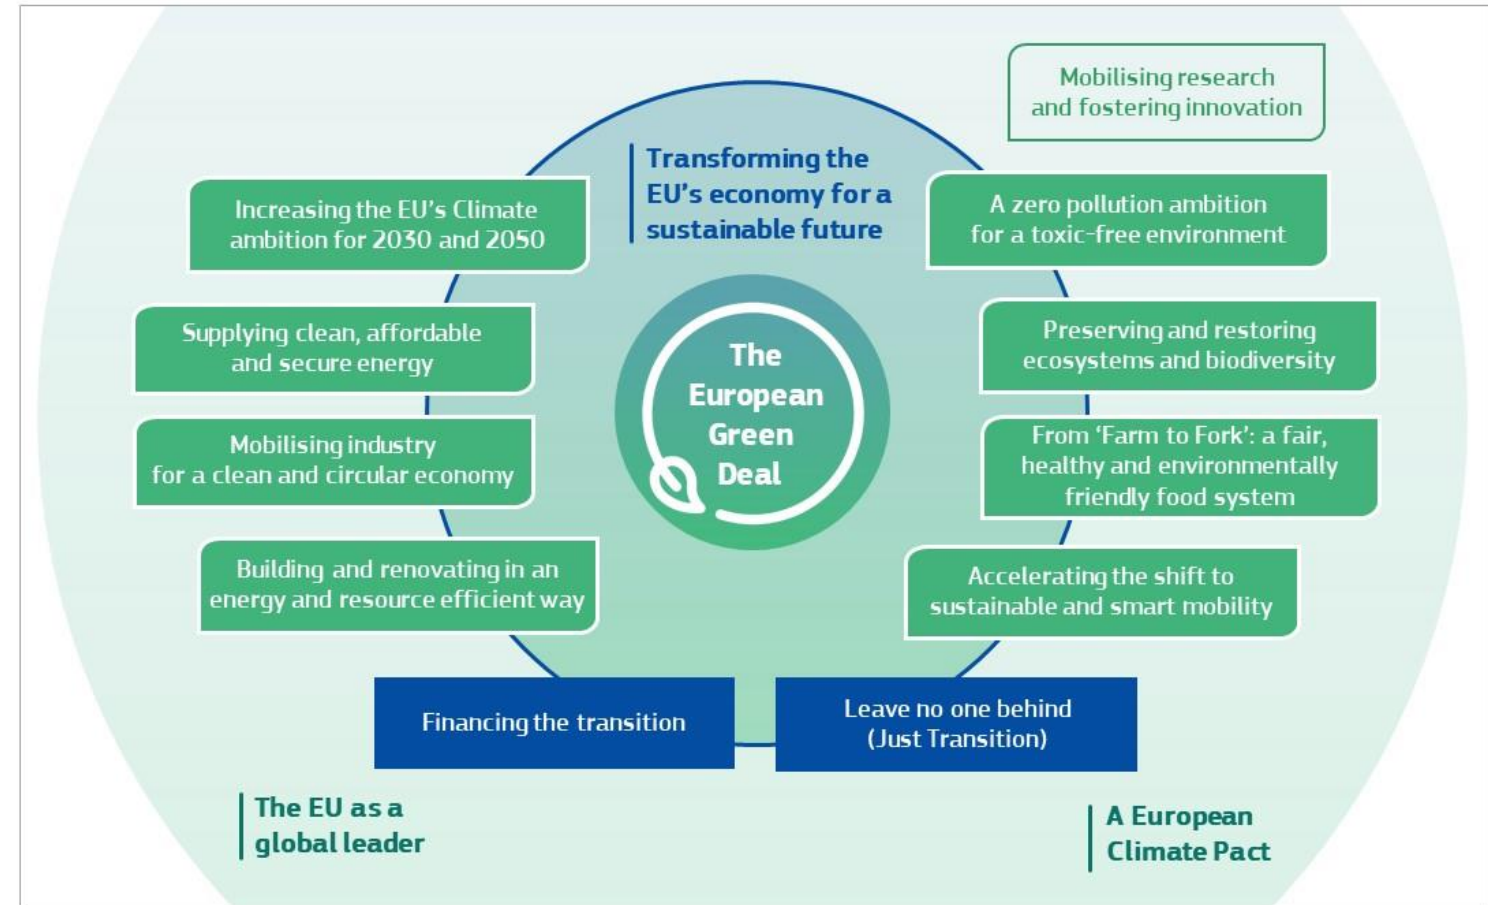 Mobilising research
and fostering innovation
Transforming the
EU's economy for a
sustainable future
Increasing the EU's Climate
ambition for 2030 and 2050
A zero pollution ambition
for a toxic-free environment
Supplying clean, affordable
and secure energy
Preserving and restoring
ecosystems and biodiversity
The
European
Green
Deal
Mobilising industry
for a clean and circular economy
From ‘Farm to Fork’: a fair,
healthy and environmentally
friendly food system
Building and renovating in an
energy and resource efficient way
Accelerating the shift to
sustainable and smart mobility
Financing the transition
Leave no one behind
(Just Transition)
The EU as a
global leader
A European
Climate Pact